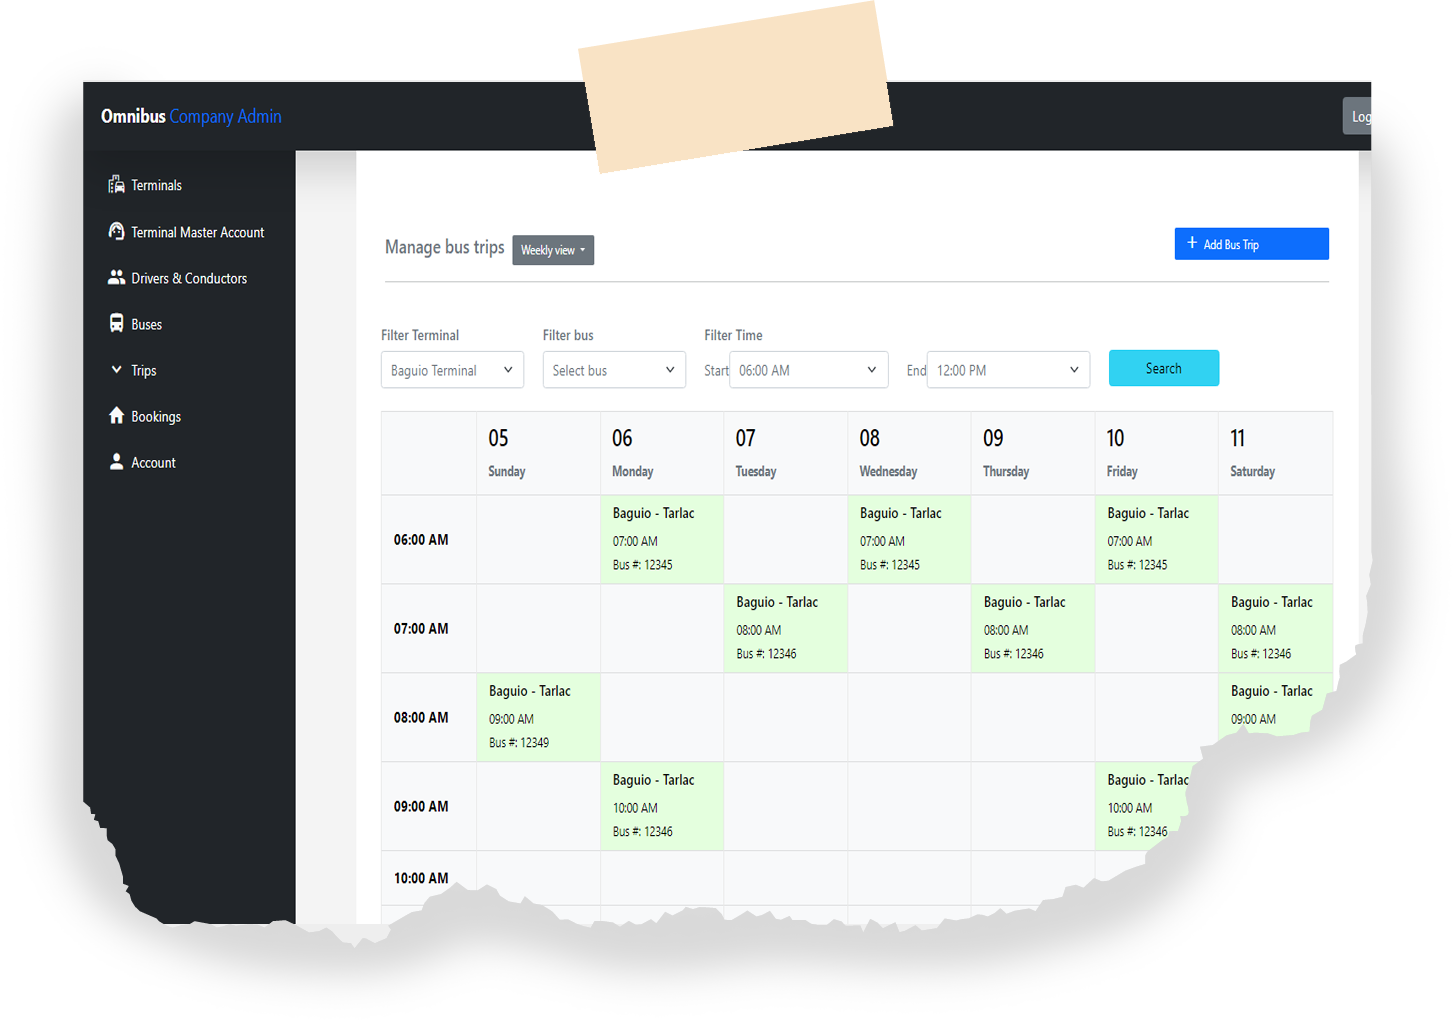 Omnibus Company Admin
Log
Terminals
Terminal Master Account
Drivers & Conductors
Buses
Trips
Bookings
Account
Manage bus trips
Weekly view
+ Add Bus Trip
Filter Terminal
Filter bus
Filter Time
Baguio Terminal
Select bus
Start
06:00 AM
End
12:00 PM
Search
05
06
07
08
09
10
11
Sunday
Monday
Tuesday
Wednesday
Thursday
Friday
Saturday
06:00 AM
Baguio - Tarlac
07:00 AM
Bus #: 12345
Baguio - Tarlac
07:00 AM
Bus #: 12345
Baguio - Tarlac
07:00 AM
Bus #: 12345
07:00 AM
Baguio - Tarlac
08:00 AM
Bus #: 12346
Baguio - Tarlac
08:00 AM
Bus #: 12346
Baguio - Tarlac
08:00 AM
Bus #: 12346
08:00 AM
Baguio - Tarlac
09:00 AM
Bus #: 12349
Baguio - Tarlac
09:00 AM
09:00 AM
Baguio - Tarlac
10:00 AM
Bus #: 12346
Baguio - Tarlac
10:00 AM
Bus #: 12346
10:00 AM